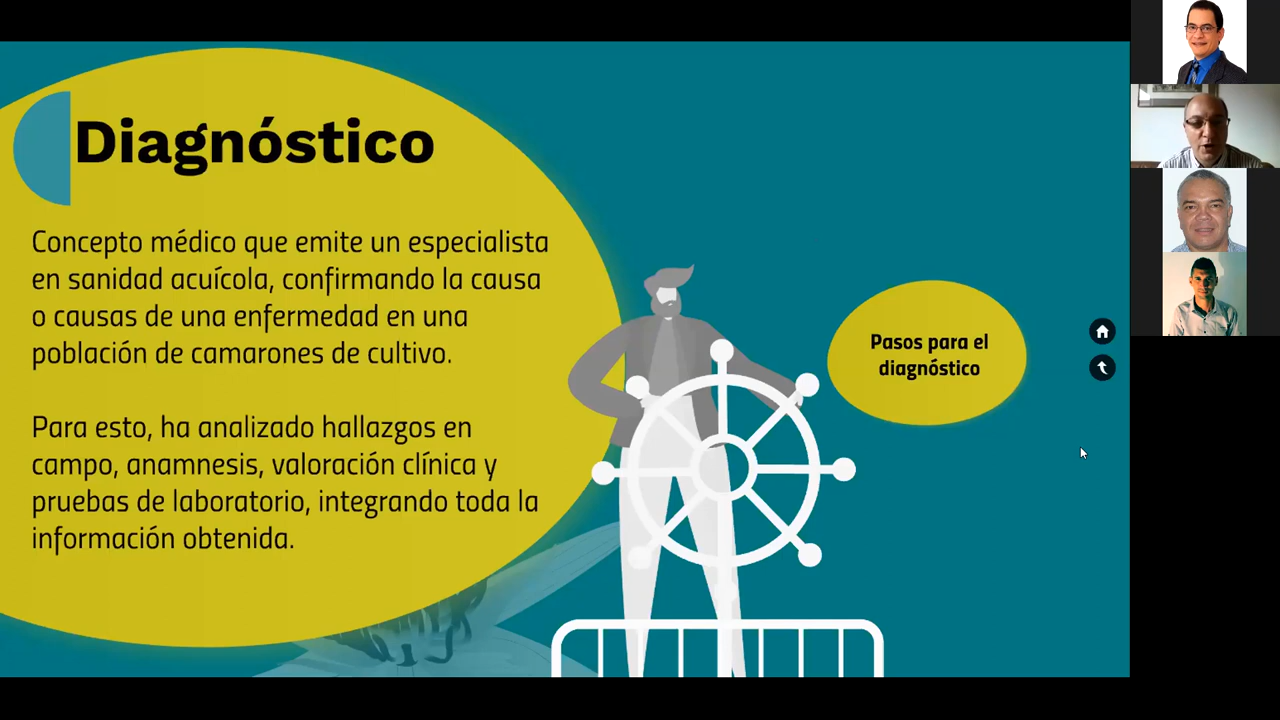 Diagnóstico
Concepto médico que emite un especialista
en sanidad acuícola, confirmando la causa
o causas de una enfermedad en una
población de camarones de cultivo.
Para esto, ha analizado hallazgos en
campo, anamnesis, valoración clínica y
pruebas de laboratorio, integrando toda la
información obtenida.
Pasos para el
diagnóstico